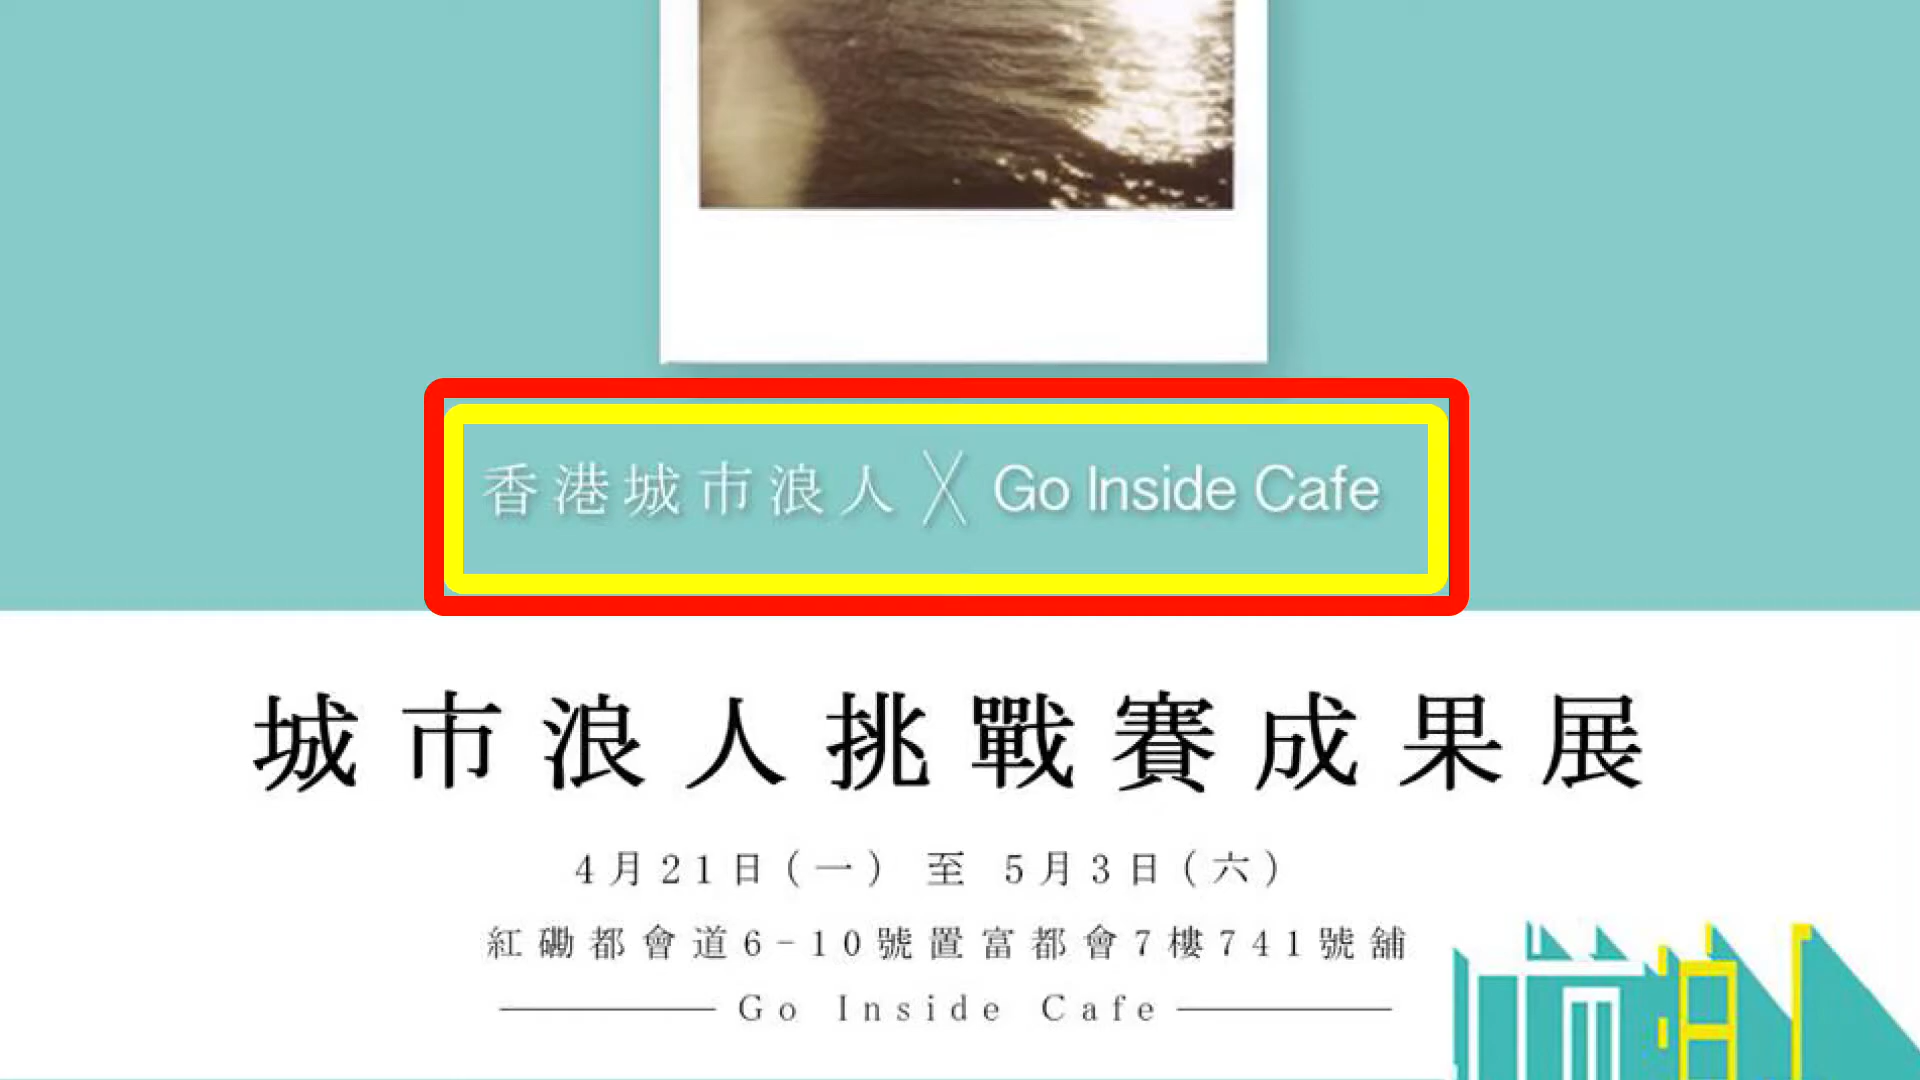 香港城市浪人 X Go Inside Cafe
城市浪人挑戰賽成果展
4月21日(一) 至 5月3日(六)
紅磡都會道6-10號置富都會7樓741號舖
Go Inside Cafe